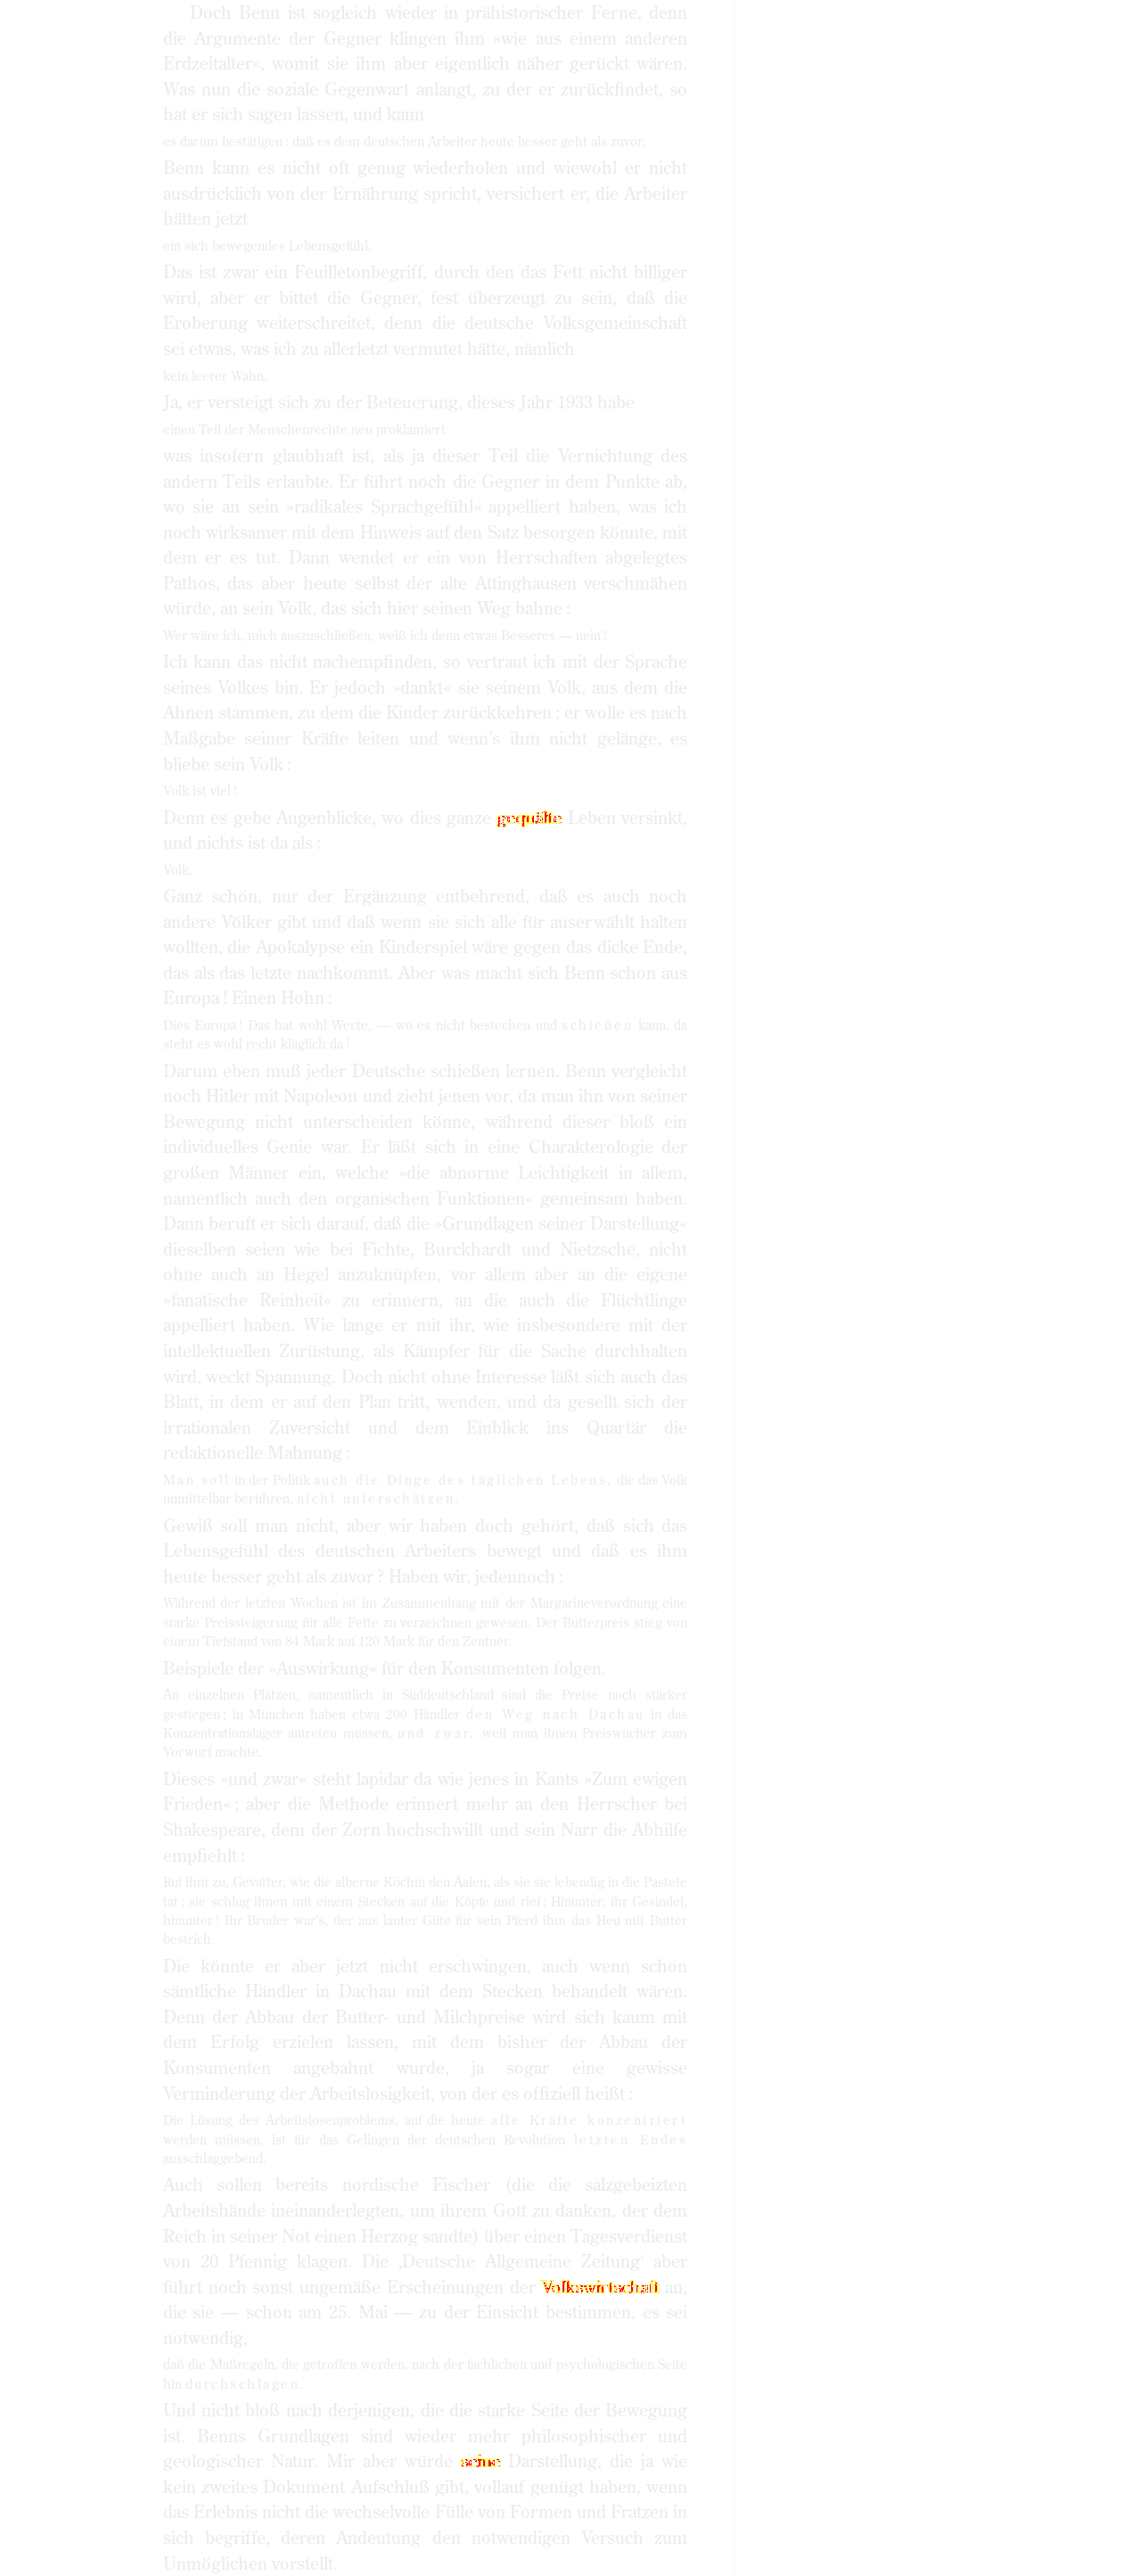 Doch Benn ist sogleich wieder in prähistorischer Ferne, denn
die Argumente der Gegner klingen ihm »wie aus einem anderen
Erdzeitalter«, womit sie ihm aber eigentlich näher gerückt wären.
Was nun die soziale Gegenwart anlangt, zu der er zurückfindet, so
hat er sich sagen lassen, und kann
es darum bestätigen : daß es dem deutschen Arbeiter heute besser geht als zuvor.
Benn kann es nicht oft genug wiederholen und wiewohl er nicht
ausdrücklich von der Ernährung spricht, versichert er, die Arbeiter
hätten jetzt
ein sich bewegendes Lebensgefühl.
Das ist zwar ein Feuilletonbegriff, durch den das Fett nicht billiger
wird, aber er bittet die Gegner, fest überzeugt zu sein, daß die
Eroberung weiterschreitet, denn die deutsche Volksgemeinschaft
sei etwas, was ich zu allerletzt vermutet hätte, nämlich
kein leerer Wahn.
Ja, er versteigt sich zu der Beteuerung, dieses Jahr 1933 habe
einen Teil der Menschenrechte neu proklamiert
was insofern glaubhaft ist, als ja dieser Teil die Vernichtung des
andern Teils erlaubte. Er führt noch die Gegner in dem Punkte ab,
wo sie an sein »radikales Sprachgefühl« appelliert haben, was ich
noch wirksamer mit dem Hinweis auf den Satz besorgen könnte, mit
dem er es tut. Dann wendet er ein von Herrschaften abgelegtes
Pathos, das aber heute selbst der alte Attinghausen verschmähen
würde, an sein Volk, das sich hier seinen Weg bahne :
Wer wäre ich, mich auszuschließen, weiß ich denn etwas Besseres — nein !
Ich kann das nicht nachempfinden, so vertraut ich mit der Sprache
seines Volkes bin. Er jedoch »dankt« sie seinem Volk, aus dem die
Ahnen stammen, zu dem die Kinder zurückkehren ; er wolle es nach
Maßgabe seiner Kräfte leiten und wenn's ihm nicht gelänge, es
bliebe sein Volk :
Volk ist viel !
Denn es gebe Augenblicke, wo dies ganze gequälte Leben versinkt,
und nichts ist da als :
Volk.
Ganz schön, nur der Ergänzung entbehrend, daß es auch noch
andere Völker gibt und daß wenn sie sich alle für auserwählt halten
wollten, die Apokalypse ein Kinderspiel wäre gegen das dicke Ende,
das als das letzte nachkommt. Aber was macht sich Benn schon aus
Europa ! Einen Hohn :
Dies Europa ! Das hat wohl Werte, — wo es nicht bestechen und schießen kann, da
steht es wohl recht kläglich da !
Darum eben muß jeder Deutsche schießen lernen. Benn vergleicht
noch Hitler mit Napoleon und zieht jenen vor, da man ihn von seiner
Bewegung nicht unterscheiden könne, während dieser bloß ein
individuelles Genie war. Er läßt sich in eine Charakterologie der
großen Männer ein, welche »die abnorme Leichtigkeit in allem,
namentlich auch den organischen Funktionen« gemeinsam haben.
Dann beruft er sich darauf, daß die »Grundlagen seiner Darstellung«
dieselben seien wie bei Fichte, Burckhardt und Nietzsche, nicht
ohne auch an Hegel anzuknüpfen, vor allem aber an die eigene
»fanatische Reinheit« zu erinnern, an die auch die Flüchtlinge
appelliert haben. Wie lange er mit ihr, wie insbesondere mit der
intellektuellen Zurüstung, als Kämpfer für die Sache durchhalten
wird, weckt Spannung. Doch nicht ohne Interesse läßt sich auch das
Blatt, in dem er auf den Plan tritt, wenden, und da gesellt sich der
irrationalen Zuversicht und dem Einblick ins Quartär die
redaktionelle Mahnung :
Man soll in der Politik auch die Dinge des täglichen Lebens, die das Volk
unmittelbar berühren, nicht unterschätzen.
Gewiß soll man nicht, aber wir haben doch gehört, daß sich das
Lebensgefühl des deutschen Arbeiters bewegt und daß es ihm
heute besser geht als zuvor ? Haben wir, jedennoch :
Während der letzten Wochen ist im Zusammenhang mit der Margarineverordnung eine
starke Preissteigerung für alle Fette zu verzeichnen gewesen. Der Butterpreis stieg von
einem Tiefstand von 84 Mark auf 120 Mark für den Zentner.
Beispiele der »Auswirkung« für den Konsumenten folgen.
An einzelnen Plätzen, namentlich in Süddeutschland sind die Preise noch stärker
gestiegen ; in München haben etwa 200 Händler den Weg nach Dachau in das
Konzentrationslager antreten müssen, und zwar, weil man ihnen Preiswucher zum
Vorwurf machte.
Dieses »und zwar« steht lapidar da wie jenes in Kants »Zum ewigen
Frieden« ; aber die Methode erinnert mehr an den Herrscher bei
Shakespeare, dem der Zorn hochschwillt und sein Narr die Abhilfe
empfiehlt :
Ruf ihm zu, Gevatter, wie die alberne Köchin den Aalen, als sie sie lebendig in die Pastete
tat ; sie schlug ihnen mit einem Stecken auf die Köpfe und rief : Hinunter, ihr Gesindel,
hinunter ! Ihr Bruder war's, der aus lauter Güte für sein Pferd ihm das Heu mit Butter
bestrich.
Die könnte er aber jetzt nicht erschwingen, auch wenn schon
sämtliche Händler in Dachau mit dem Stecken behandelt wären.
Denn der Abbau der Butter- und Milchpreise wird sich kaum mit
dem Erfolg erzielen lassen, mit dem bisher der Abbau der
Konsumenten angebahnt wurde, ja sogar eine gewisse
Verminderung der Arbeitslosigkeit, von der es offiziell heißt :
Die Lösung des Arbeitslosenproblems, auf die heute alle Kräfte konzentriert
werden müssen, ist für das Gelingen der deutschen Revolution letzten Endes
ausschlaggebend.
Auch sollen bereits nordische Fischer (die die salzgebeizten
Arbeitshände ineinanderlegten, um ihrem Gott zu danken, der dem
Reich in seiner Not einen Herzog sandte) über einen Tagesverdienst
von 20 Pfennig klagen. Die ‚Deutsche Allgemeine Zeitung‘ aber
führt noch sonst ungemäße Erscheinungen der Volkswirtschaft an,
die sie — schon am 25. Mai — zu der Einsicht bestimmen, es sei
notwendig,
daß die Maßregeln, die getroffen werden, nach der fachlichen und psychologischen Seite
hin durchschlagen.
Und nicht bloß nach derjenigen, die die starke Seite der Bewegung
ist. Benns Grundlagen sind wieder mehr philosophischer und
geologischer Natur. Mir aber würde seine Darstellung, die ja wie
kein zweites Dokument Aufschluß gibt, vollauf genügt haben, wenn
das Erlebnis nicht die wechselvolle Fülle von Formen und Fratzen in
sich begriffe, deren Andeutung den notwendigen Versuch zum
Unmöglichen vorstellt.